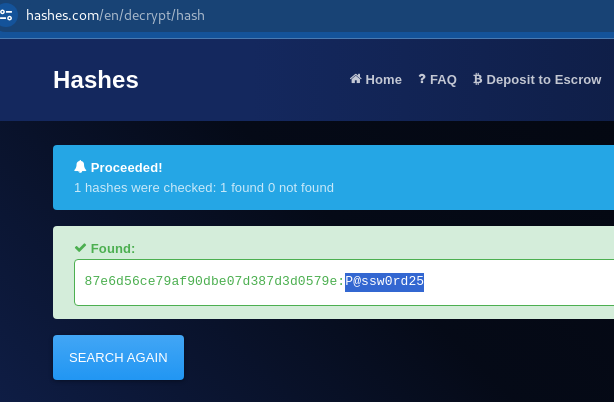 hashes.com/en/decrypt/hash
Hashes
Home ? FAQ Deposit to Escrow
Proceeded!
1 hashes were checked: 1 found 0 not found
Found:
87e6d56ce79af90dbe07d387d3d0579e:P@ssw0rd25
SEARCH AGAIN